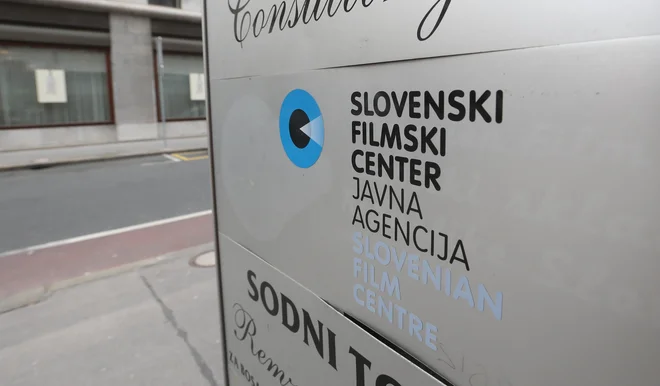 SLOVENSKI
FILMSKI
CENTER
JAVNA
AGENCIJA
SLOVENIAN
FILM
CENTRE
SODNI